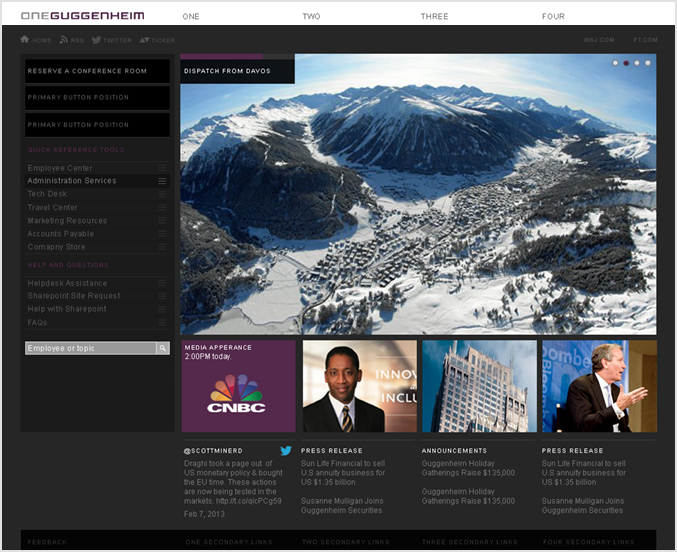 ONEGUGGENHEIM ONE TWO THREE FOUR
HOME RSS TWITTER TICKER WSJ.COM FT.COM
RESERVE A CONFERENCE ROOM
PRIMARY BUTTON POSITION
PRIMARY BUTTON POSITION
QUICK REFERENCE TOOLS
Employee Center
Administration Services
Tech Desk
Travel Center
Marketing Resources
Accounts Payable
Comapny Store
HELP AND QUESTIONS
Helpdesk Assistance
Sharepoint Site Request
Help with Sharepoint
FAQs
Employee or topic
DISPATCH FROM DAVOS
MEDIA APPERANCE
2:00PM today.
CNBC
INNOV
INCLU
Bloomberg
@SCOTTMINERD
Draghi took a page out of
US monetary policy & bought
the EU time. These actions
are now being tested in the
markets. http://t.co/qicPCg59
Feb 7, 2013
PRESS RELEASE
Sun Life Financial to sell
U.S annuity business for
US $1.35 billion
Susanne Mulligan Joins
Guggenheim Securities
ANNOUNCEMENTS
Guggenheim Holiday
Gatherings Raise $135,000
Guggenheim Holiday
Gatherings Raise $135,000
PRESS RELEASE
Sun Life Financial to sell
U.S annuity business for
US $1.35 billion
Susanne Mulligan Joins
Guggenheim Securities
FEEDBACK ONE SECONDARY LINKS TWO SECONDARY LINKS THREE SECONDARY LINKS FOUR SECONDARY LINKS